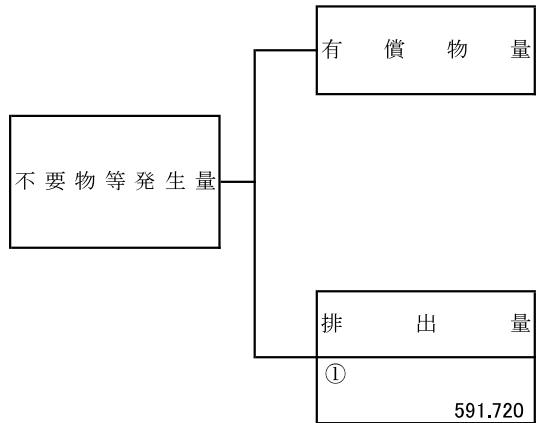 有償物量
不要物等発生量
排出量
①
591.720